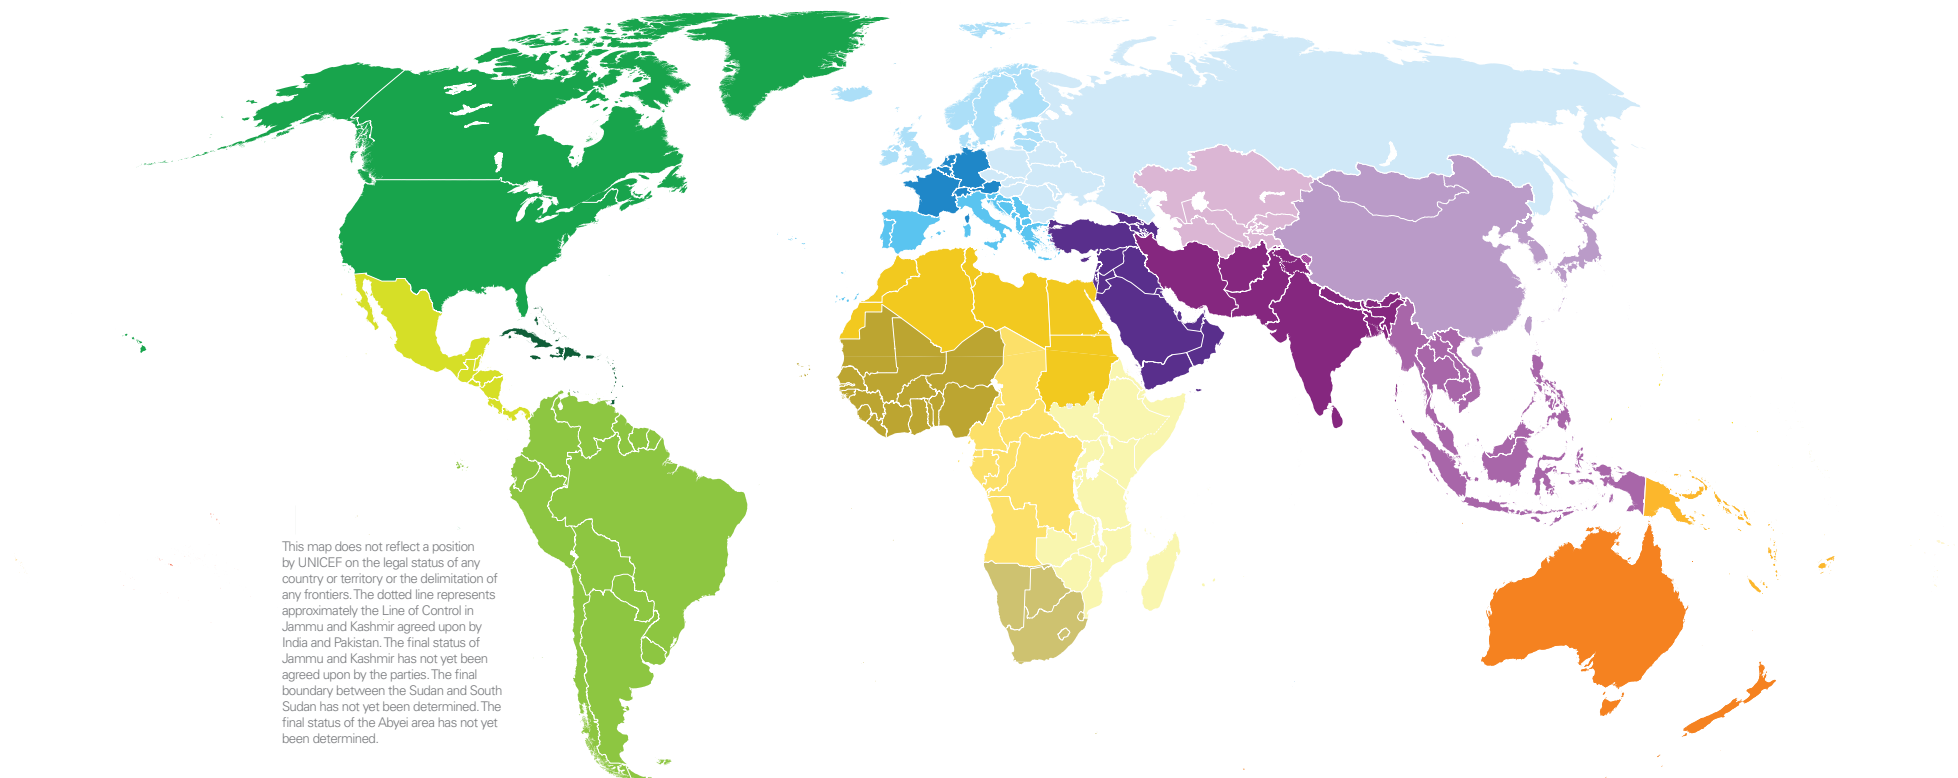 This map does not reflect a position
by UNICEF on the legal status of any
country or territory or the delimitation of
any frontiers. The dotted line represents
approximately the Line of Control in
Jammu and Kashmir agreed upon by
India and Pakistan. The final status of
Jammu and Kashmir has not yet been
agreed upon by the parties. The final
boundary between the Sudan and South
Sudan has not yet been determined. The
final status of the Abyei area has not yet
been determined.